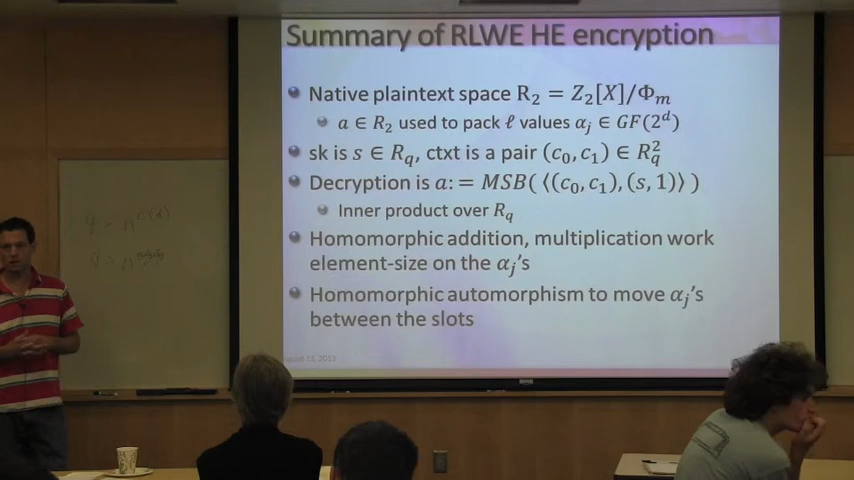 Summary of RLWE HE encryption
Native plaintext space R₂ = Z₂[X]/Φₘ
a ∈ R₂ used to pack ℓ values αⱼ ∈ GF(2ᵈ)
sk is s ∈ R_q, ctxt is a pair (c₀, c₁) ∈ R_q²
Decryption is a: = MSB( ⟨(c₀, c₁), (s, 1)⟩ )
Inner product over R_q
Homomorphic addition, multiplication work
element-size on the αⱼ's
Homomorphic automorphism to move αⱼ's
between the slots